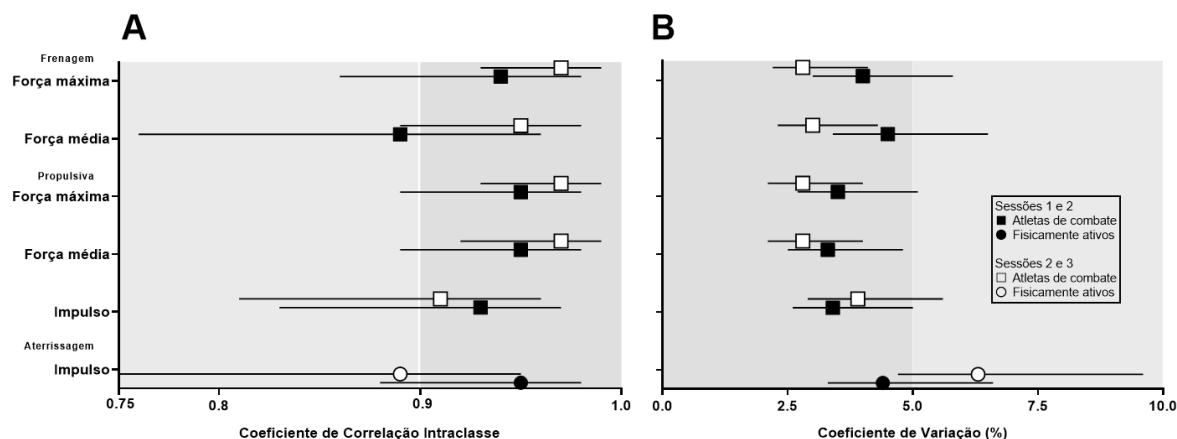 A
B
Frenagem
Força máxima
Força média
Propulsiva
Força máxima
Força média
Impulso
Aterrissagem
Impulso
0.75
0.8
0.9
1.0
Coeficiente de Correlação Intraclasse
Sessões 1 e 2
Atletas de combate
Fisicamente ativos
Sessões 2 e 3
Atletas de combate
Fisicamente ativos
0.0
2.5
5.0
7.5
10.0
Coeficiente de Variação (%)